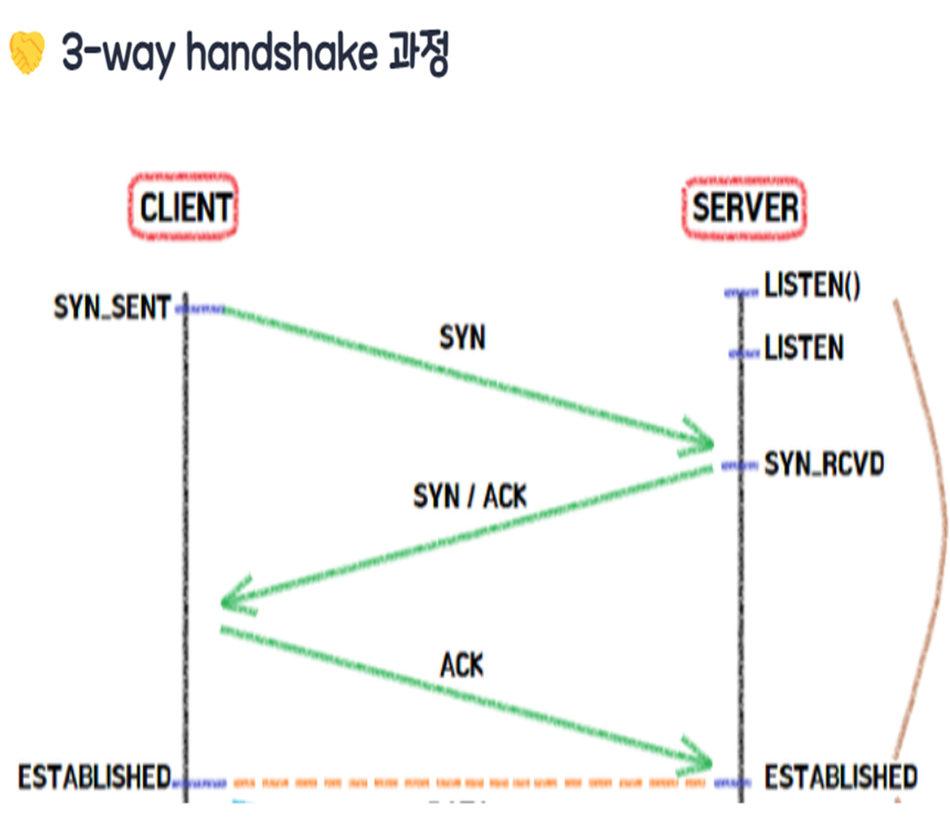 3-way handshake 과정
CLIENT
SERVER
LISTEN()
SYN_SENT
SYN
LISTEN
SYN_RCVD
SYN / ACK
ACK
ESTABLISHED
ESTABLISHED